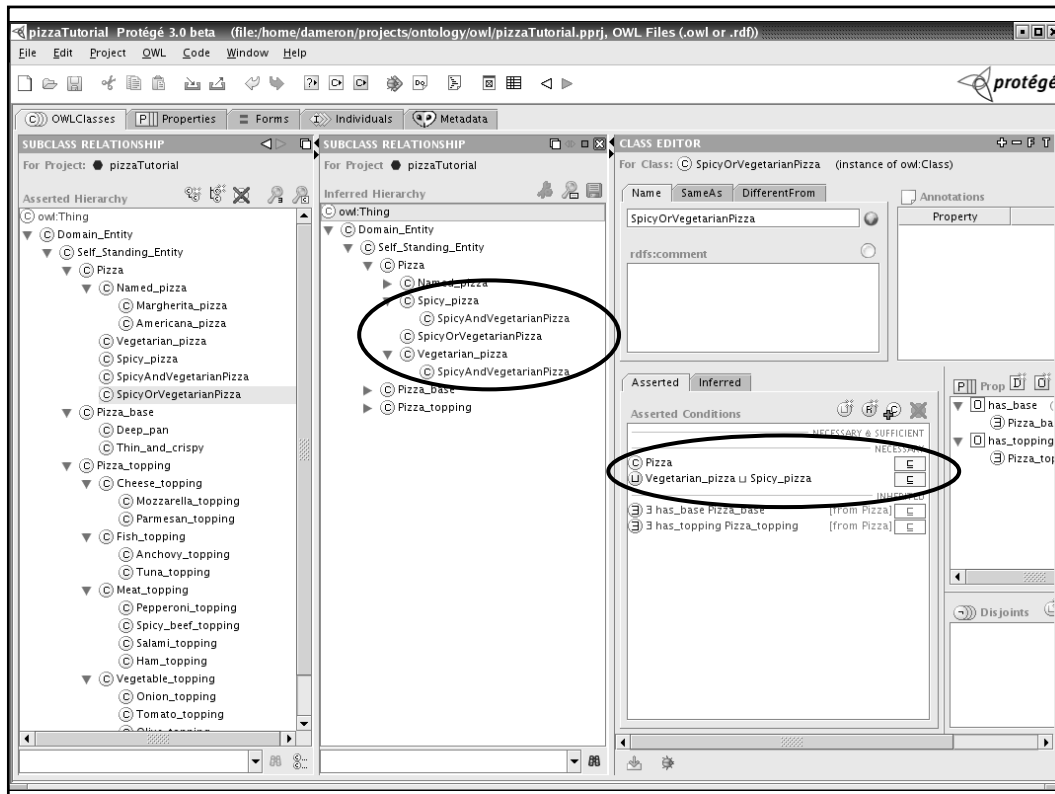 pizzaTutorial Protégé 3.0 beta (file:/home/dameron/projects/ontology/owl/pizzaTutorial.pprj, OWL Files (.owl or .rdf))
File Edit Project OWL Code Window Help
protégé
OWLClasses Properties Forms Individuals Metadata
SUBCLASS RELATIONSHIP
For Project: pizzaTutorial
Asserted Hierarchy
owl:Thing
Domain_Entity
Self_Standing_Entity
Pizza
Named_pizza
Margherita_pizza
Americana_pizza
Vegetarian_pizza
Spicy_pizza
SpicyAndVegetarianPizza
SpicyOrVegetarianPizza
Pizza_base
Deep_pan
Thin_and_crispy
Pizza_topping
Cheese_topping
Mozzarella_topping
Parmesan_topping
Fish_topping
Anchovy_topping
Tuna_topping
Meat_topping
Pepperoni_topping
Spicy_beef_topping
Salami_topping
Ham_topping
Vegetable_topping
Onion_topping
Tomato_topping
SUBCLASS RELATIONSHIP
For Project pizzaTutorial
Inferred Hierarchy
owl:Thing
Domain_Entity
Self_Standing_Entity
Pizza
Named_pizza
Spicy_pizza
SpicyAndVegetarianPizza
SpicyOrVegetarianPizza
Vegetarian_pizza
SpicyAndVegetarianPizza
Pizza_base
Pizza_topping
CLASS EDITOR
For Class: SpicyOrVegetarianPizza (instance of owl:Class)
Name SameAs DifferentFrom
SpicyOrVegetarianPizza
rdfs:comment
Annotations
Property
Asserted Inferred
Asserted Conditions
NECESSARY & SUFFICIENT
NECESSARY
Pizza ⊑
Vegetarian_pizza ⊔ Spicy_pizza ⊑
INHERITED
∃ has_base Pizza_base [from Pizza] ⊑
∃ has_topping Pizza_topping [from Pizza] ⊑
Prop
has_base (
∃ Pizza_ba
has_topping
∃ Pizza_top
Disjoints